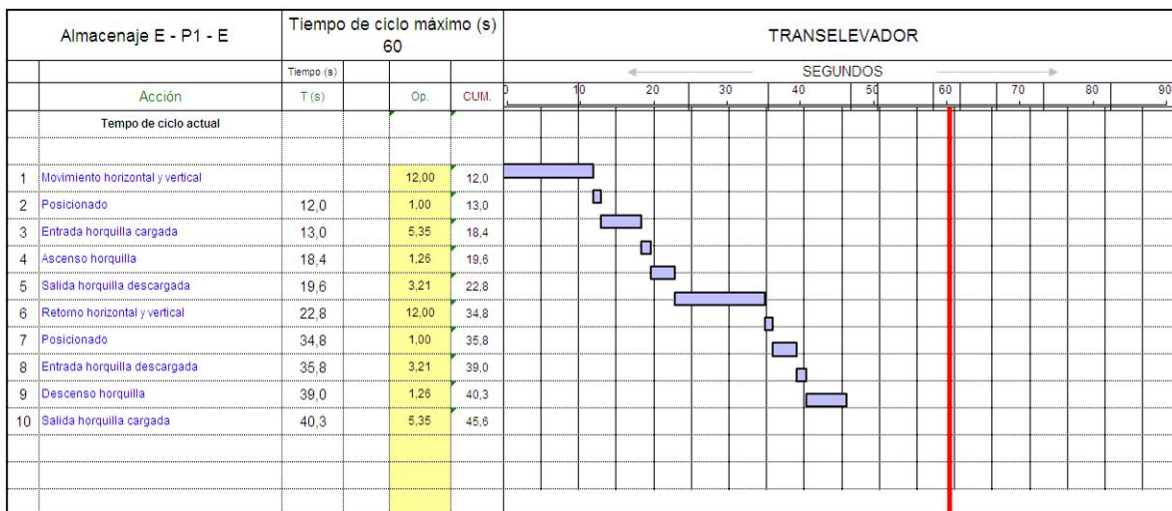 Almacenaje E - P1 - E
Tiempo de ciclo máximo (s)
60
TRANSELEVADOR
Tiempo (s)
SEGUNDOS
Acción T (s) Op. CUM. 0 10 20 30 40 50 60 70 80 90
Tempo de ciclo actual
1 Movimiento horizontal y vertical 12,00 12,0
2 Posicionado 12,0 1,00 13,0
3 Entrada horquilla cargada 13,0 5,35 18,4
4 Ascenso horquilla 18,4 1,26 19,6
5 Salida horquilla descargada 19,6 3,21 22,8
6 Retorno horizontal y vertical 22,8 12,00 34,8
7 Posicionado 34,8 1,00 35,8
8 Entrada horquilla descargada 35,8 3,21 39,0
9 Descenso horquilla 39,0 1,26 40,3
10 Salida horquilla cargada 40,3 5,35 45,6